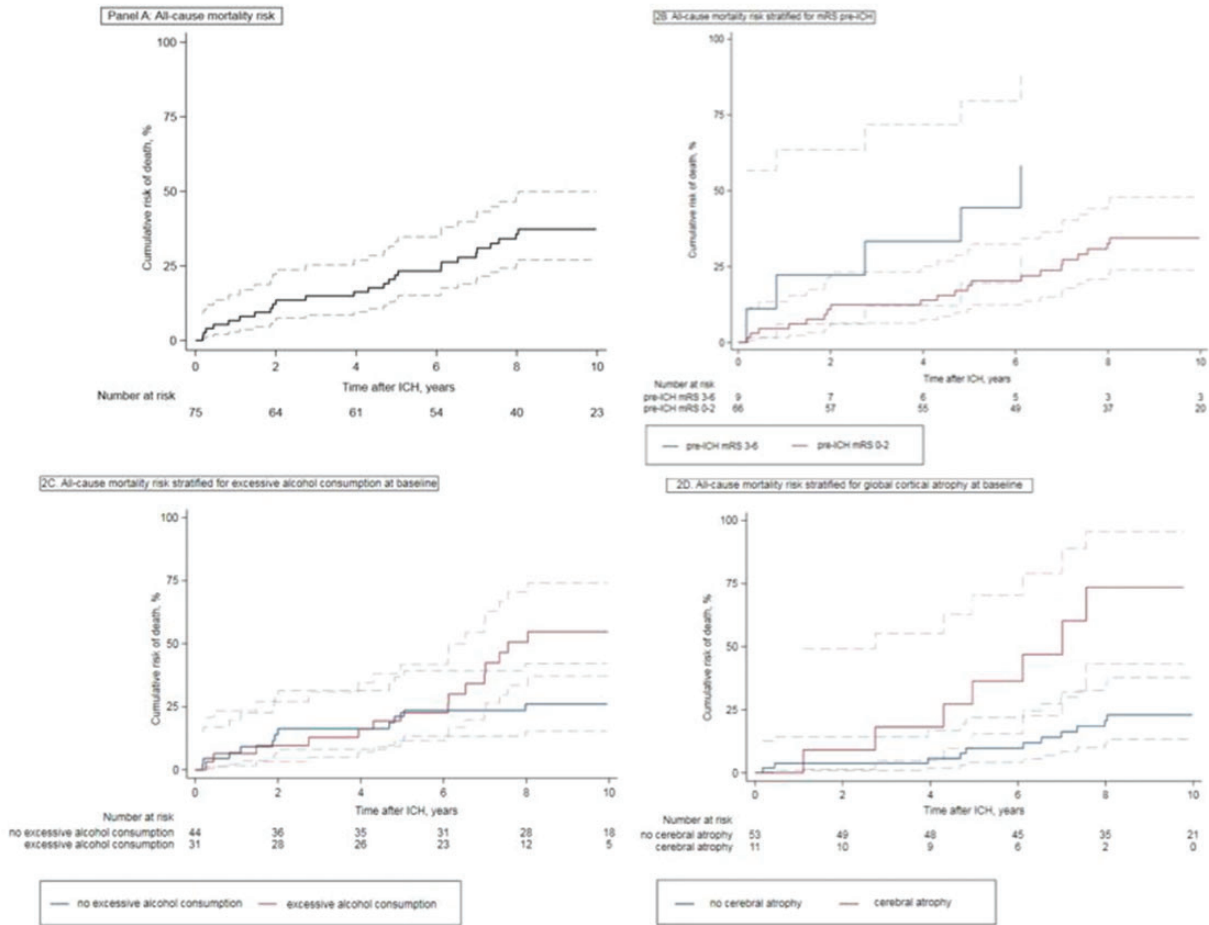 Panel A: All-cause mortality risk
100
75
50
25
0
Cumulative risk of death, %
0 2 4 6 8 10
Time after ICH, years
Number at risk
75 64 61 54 40 23
2B. All-cause mortality risk stratified for mRS pre-ICH
100
75
50
25
0
Cumulative risk of death, %
0 2 4 6 8 10
Time after ICH, years
Number at risk
pre-ICH mRS 3-6 9 7 6 5 3 3
pre-ICH mRS 0-2 66 57 55 49 37 20
pre-ICH mRS 3-6 pre-ICH mRS 0-2
2C. All-cause mortality risk stratified for excessive alcohol consumption at baseline
100
75
50
25
0
Cumulative risk of death, %
0 2 4 6 8 10
Time after ICH, years
Number at risk
no excessive alcohol consumption 44 36 35 31 28 18
excessive alcohol consumption 31 28 26 23 12 5
no excessive alcohol consumption excessive alcohol consumption
2D. All-cause mortality risk stratified for global cortical atrophy at baseline
100
75
50
25
0
Cumulative risk of death, %
0 2 4 6 8 10
Time after ICH, years
Number at risk
no cerebral atrophy 53 49 48 45 35 21
cerebral atrophy 11 10 9 6 2 0
no cerebral atrophy cerebral atrophy